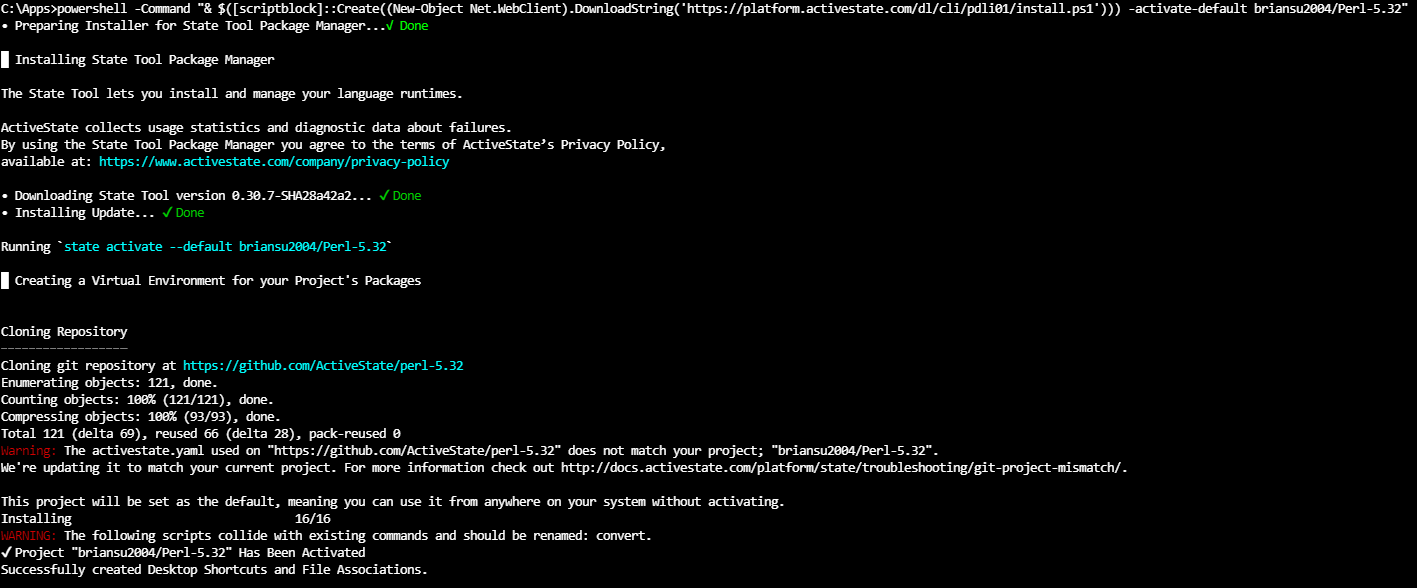 C:\Apps>powershell -Command "& $([scriptblock]::Create((New-Object Net.WebClient).DownloadString('https://platform.activestate.com/dl/cli/pdli01/install.ps1'))) -activate-default briansu2004/Perl-5.32"
• Preparing Installer for State Tool Package Manager...✓ Done
█ Installing State Tool Package Manager
The State Tool lets you install and manage your language runtimes.
ActiveState collects usage statistics and diagnostic data about failures.
By using the State Tool Package Manager you agree to the terms of ActiveState’s Privacy Policy,
available at: https://www.activestate.com/company/privacy-policy
• Downloading State Tool version 0.30.7-SHA28a42a2... ✓ Done
• Installing Update... ✓ Done
Running `state activate --default briansu2004/Perl-5.32`
█ Creating a Virtual Environment for your Project's Packages
Cloning Repository
------------------
Cloning git repository at https://github.com/ActiveState/perl-5.32
Enumerating objects: 121, done.
Counting objects: 100% (121/121), done.
Compressing objects: 100% (93/93), done.
Total 121 (delta 69), reused 66 (delta 28), pack-reused 0
Warning: The activestate.yaml used on "https://github.com/ActiveState/perl-5.32" does not match your project; "briansu2004/Perl-5.32".
We're updating it to match your current project. For more information check out http://docs.activestate.com/platform/state/troubleshooting/git-project-mismatch/.
This project will be set as the default, meaning you can use it from anywhere on your system without activating.
Installing 16/16
WARNING: The following scripts collide with existing commands and should be renamed: convert.
✓ Project "briansu2004/Perl-5.32" Has Been Activated
Successfully created Desktop Shortcuts and File Associations.